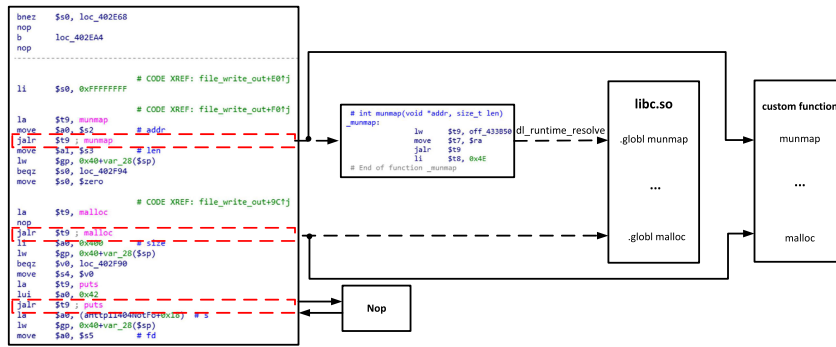 bnez $s0, loc_402E68
nop
b loc_402EA4
nop
# CODE XREF: file_write_out+E0↑j
li $s0, 0xFFFFFFFF
# CODE XREF: file_write_out+F0↑j
la $t9, munmap
move $a0, $s2 # addr
jalr $t9 ; munmap
move $a1, $s3 # len
lw $gp, 0x40+var_28($sp)
beqz $s0, loc_402F94
move $s0, $zero
# CODE XREF: file_write_out+9C↑j
la $t9, malloc
nop
jalr $t9 ; malloc
li $a0, 0x400 # size
lw $gp, 0x40+var_28($sp)
beqz $v0, loc_402F90
move $s4, $v0
la $t9, puts
lui $a0, 0x42
jalr $t9 ; puts
la $a0, (aHttp11404NotFo+0x18) # s
lw $gp, 0x40+var_28($sp)
move $a0, $s5 # fd
# int munmap(void *addr, size_t len)
_munmap:
lw $t9, off_433B50
move $t7, $ra
jalr $t9
li $t8, 0x4E
# End of function _munmap
dl_runtime_resolve
Nop
libc.so
.globl munmap
...
.globl malloc
custom function
munmap
...
malloc